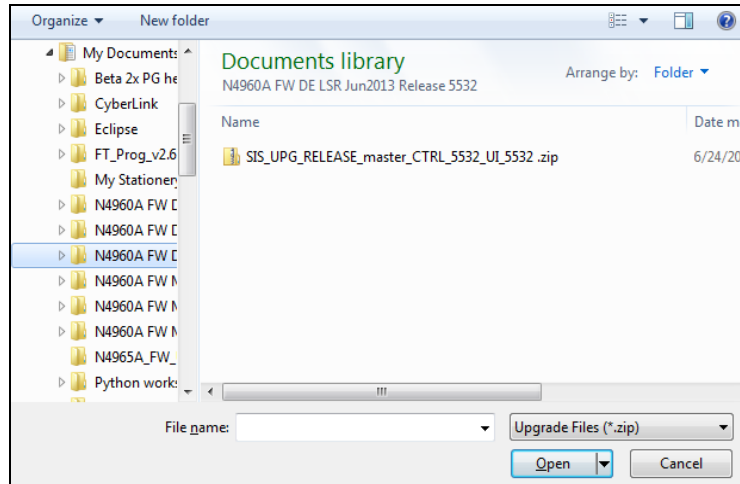 Organize New folder
My Documents
Beta 2x PG he
CyberLink
Eclipse
FT_Prog_v2.6
My Stationery
N4960A FW D
N4960A FW D
N4960A FW D
N4960A FW M
N4960A FW M
N4960A FW M
N4965A_FW_
Python works
Documents library
N4960A FW DE LSR Jun2013 Release 5532
Arrange by: Folder
Name Date m
SIS_UPG_RELEASE_master_CTRL_5532_UI_5532 .zip 6/24/20
File name: Upgrade Files (*.zip)
Open Cancel